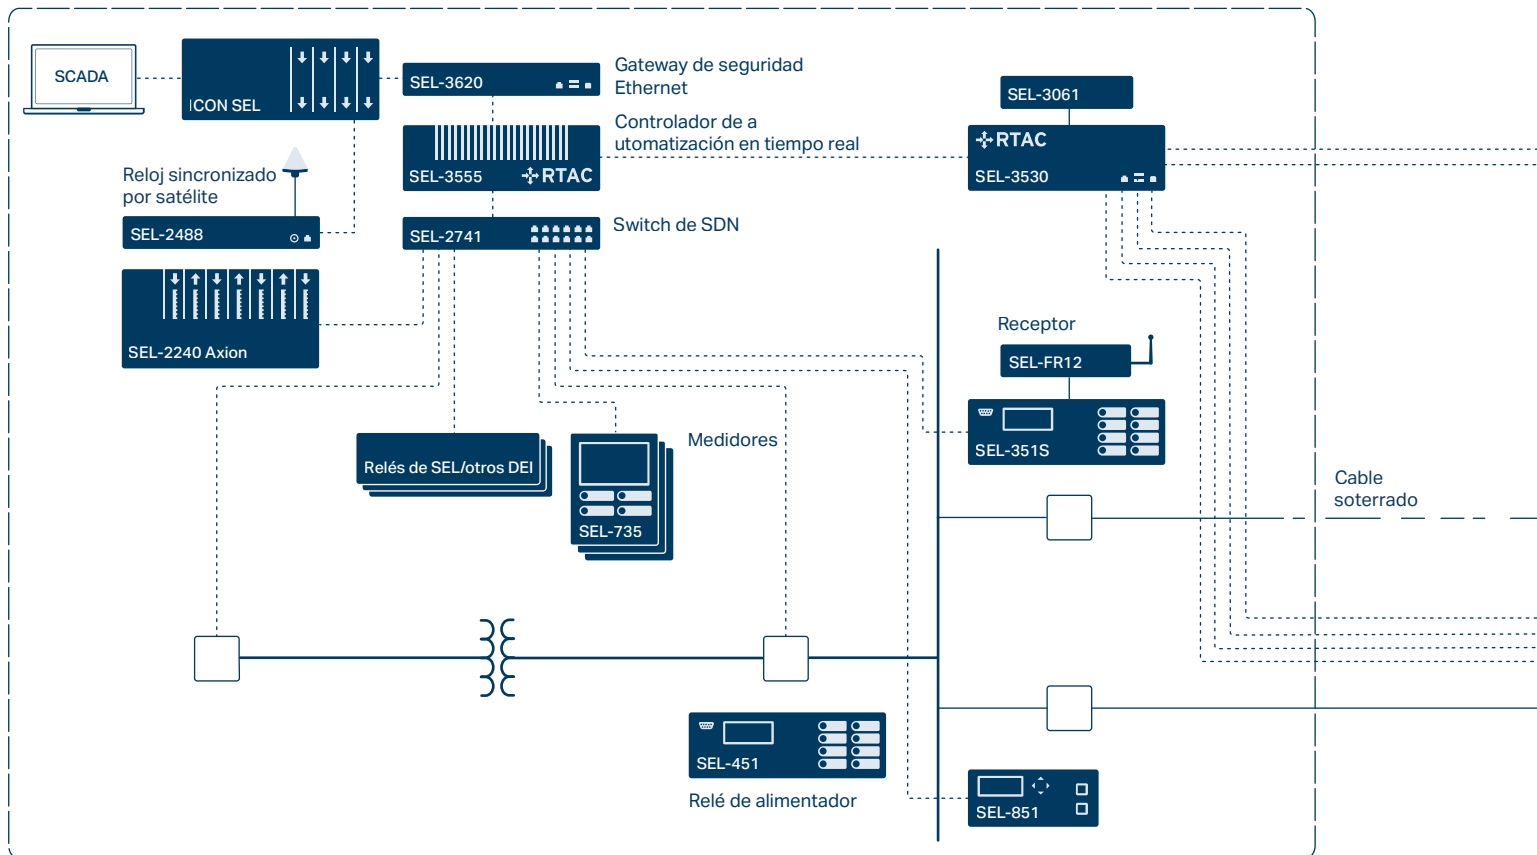 SCADA
ICON SEL
SEL-3620
Gateway de seguridad
Ethernet
Controlador de a
utomatización en tiempo real
SEL-3555
RTAC
SEL-3061
RTAC
SEL-3530
Reloj sincronizado
por satélite
SEL-2488
SEL-2741
Switch de SDN
SEL-2240 Axion
Receptor
SEL-FR12
SEL-351S
Relés de SEL/otros DEI
Medidores
SEL-735
Cable
soterrado
SEL-451
Relé de alimentador
SEL-851